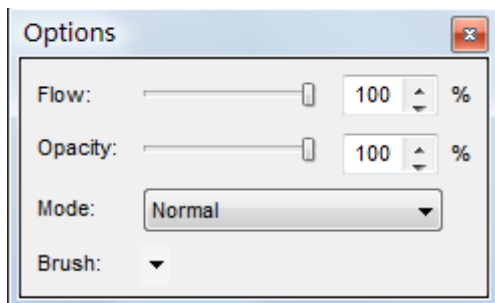 Options
Flow: 100 %
Opacity: 100 %
Mode: Normal
Brush: